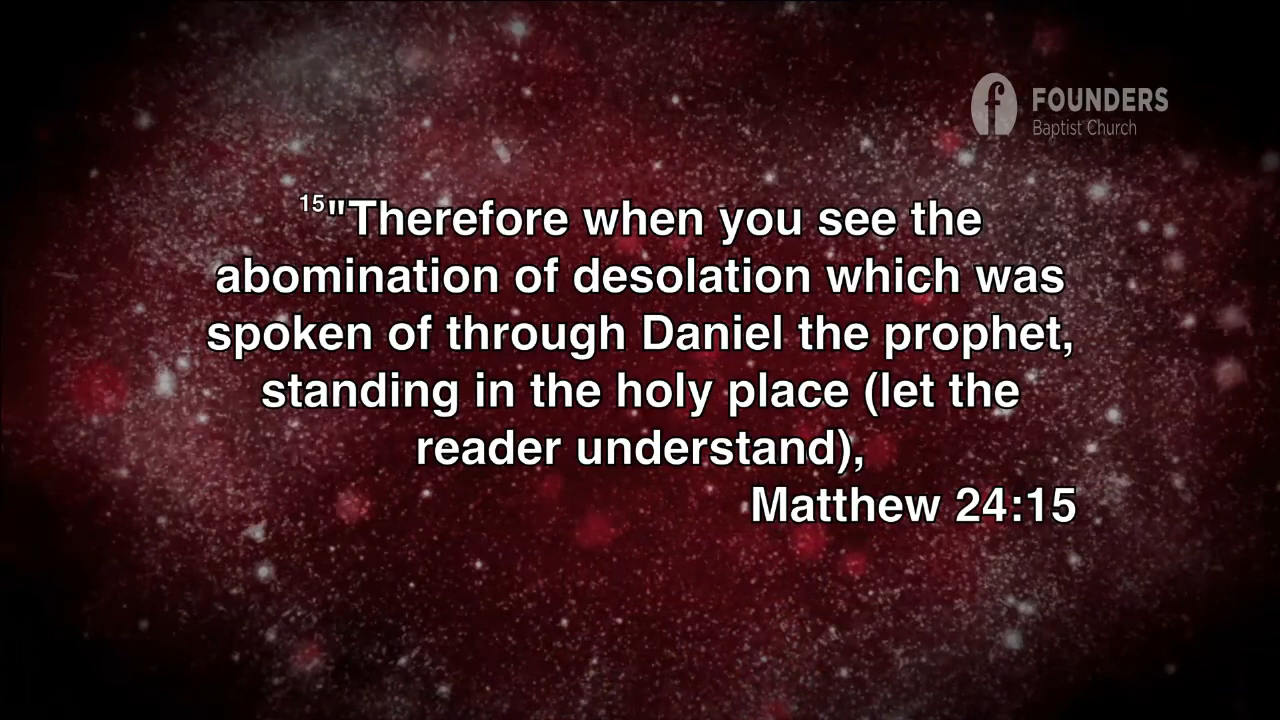 FOUNDERS
Baptist Church
15"Therefore when you see the
abomination of desolation which was
spoken of through Daniel the prophet,
standing in the holy place (let the
reader understand),
Matthew 24:15